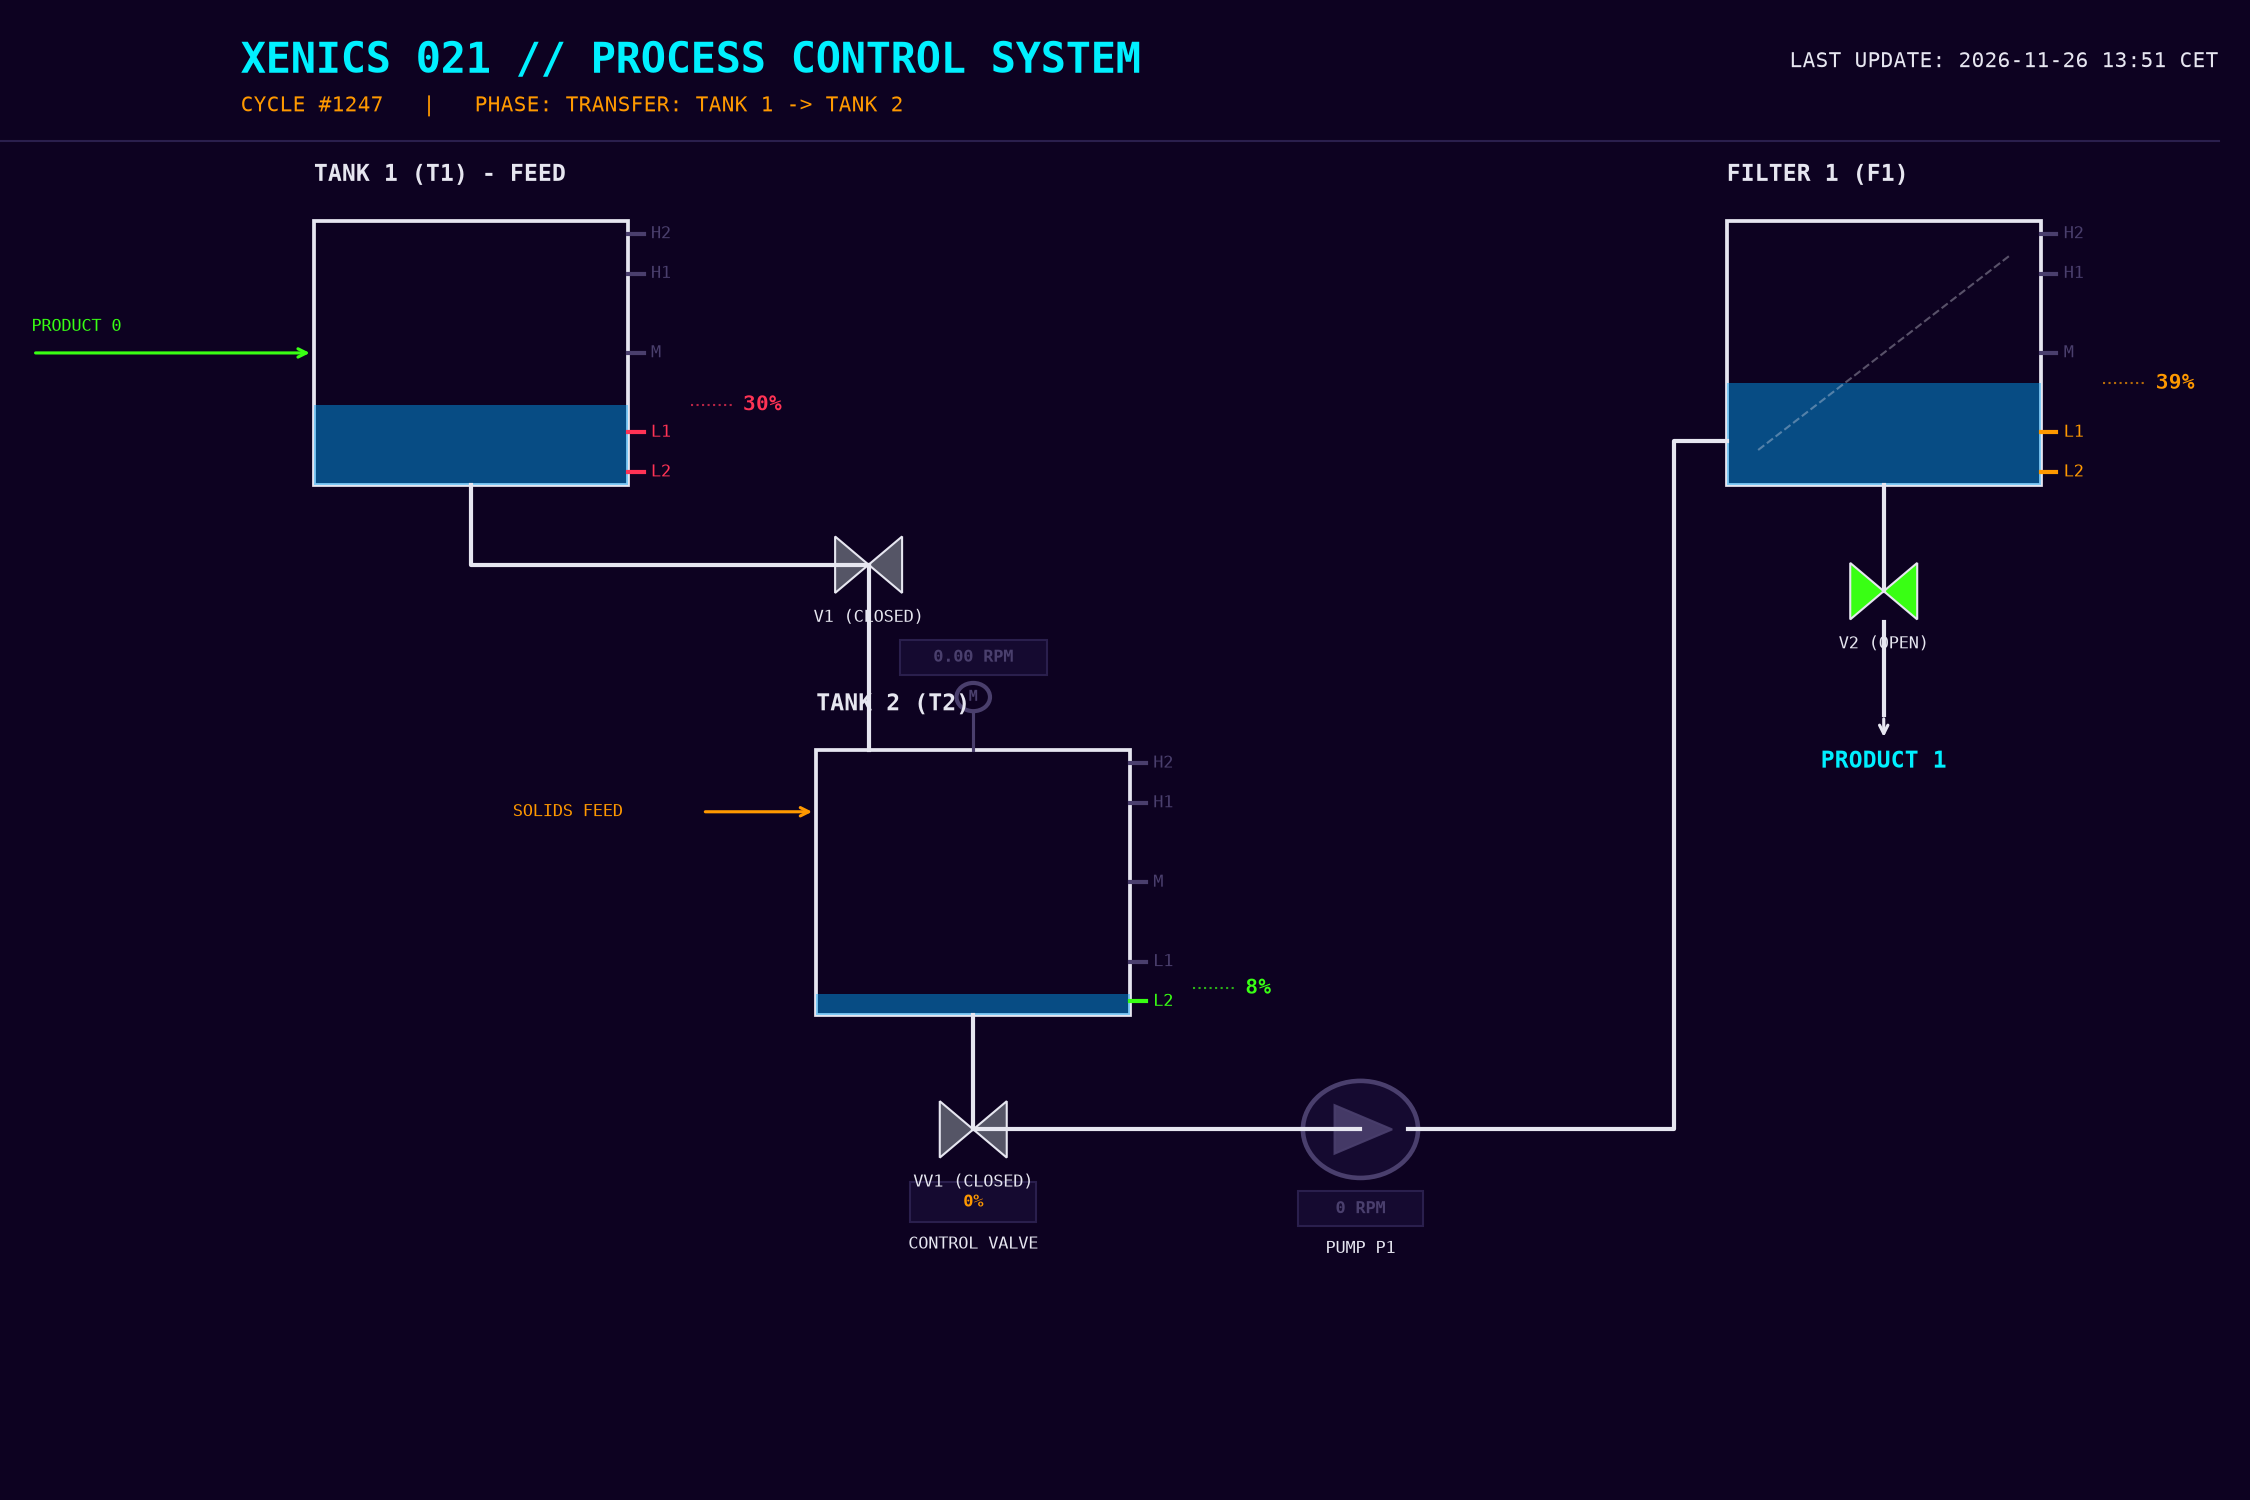 XENICS 021 // PROCESS CONTROL SYSTEM
LAST UPDATE: 2026-11-26 13:51 CET
CYCLE #1247 | PHASE: TRANSFER: TANK 1 -> TANK 2
TANK 1 (T1) - FEED
H2
H1
PRODUCT 0
M
30%
L1
L2
FILTER 1 (F1)
H2
H1
M
39%
L1
L2
V1 (CLOSED)
V2 (OPEN)
PRODUCT 1
0.00 RPM
M
TANK 2 (T2)
H2
H1
SOLIDS FEED
M
L1
8%
L2
VV1 (CLOSED)
0%
CONTROL VALVE
0 RPM
PUMP P1